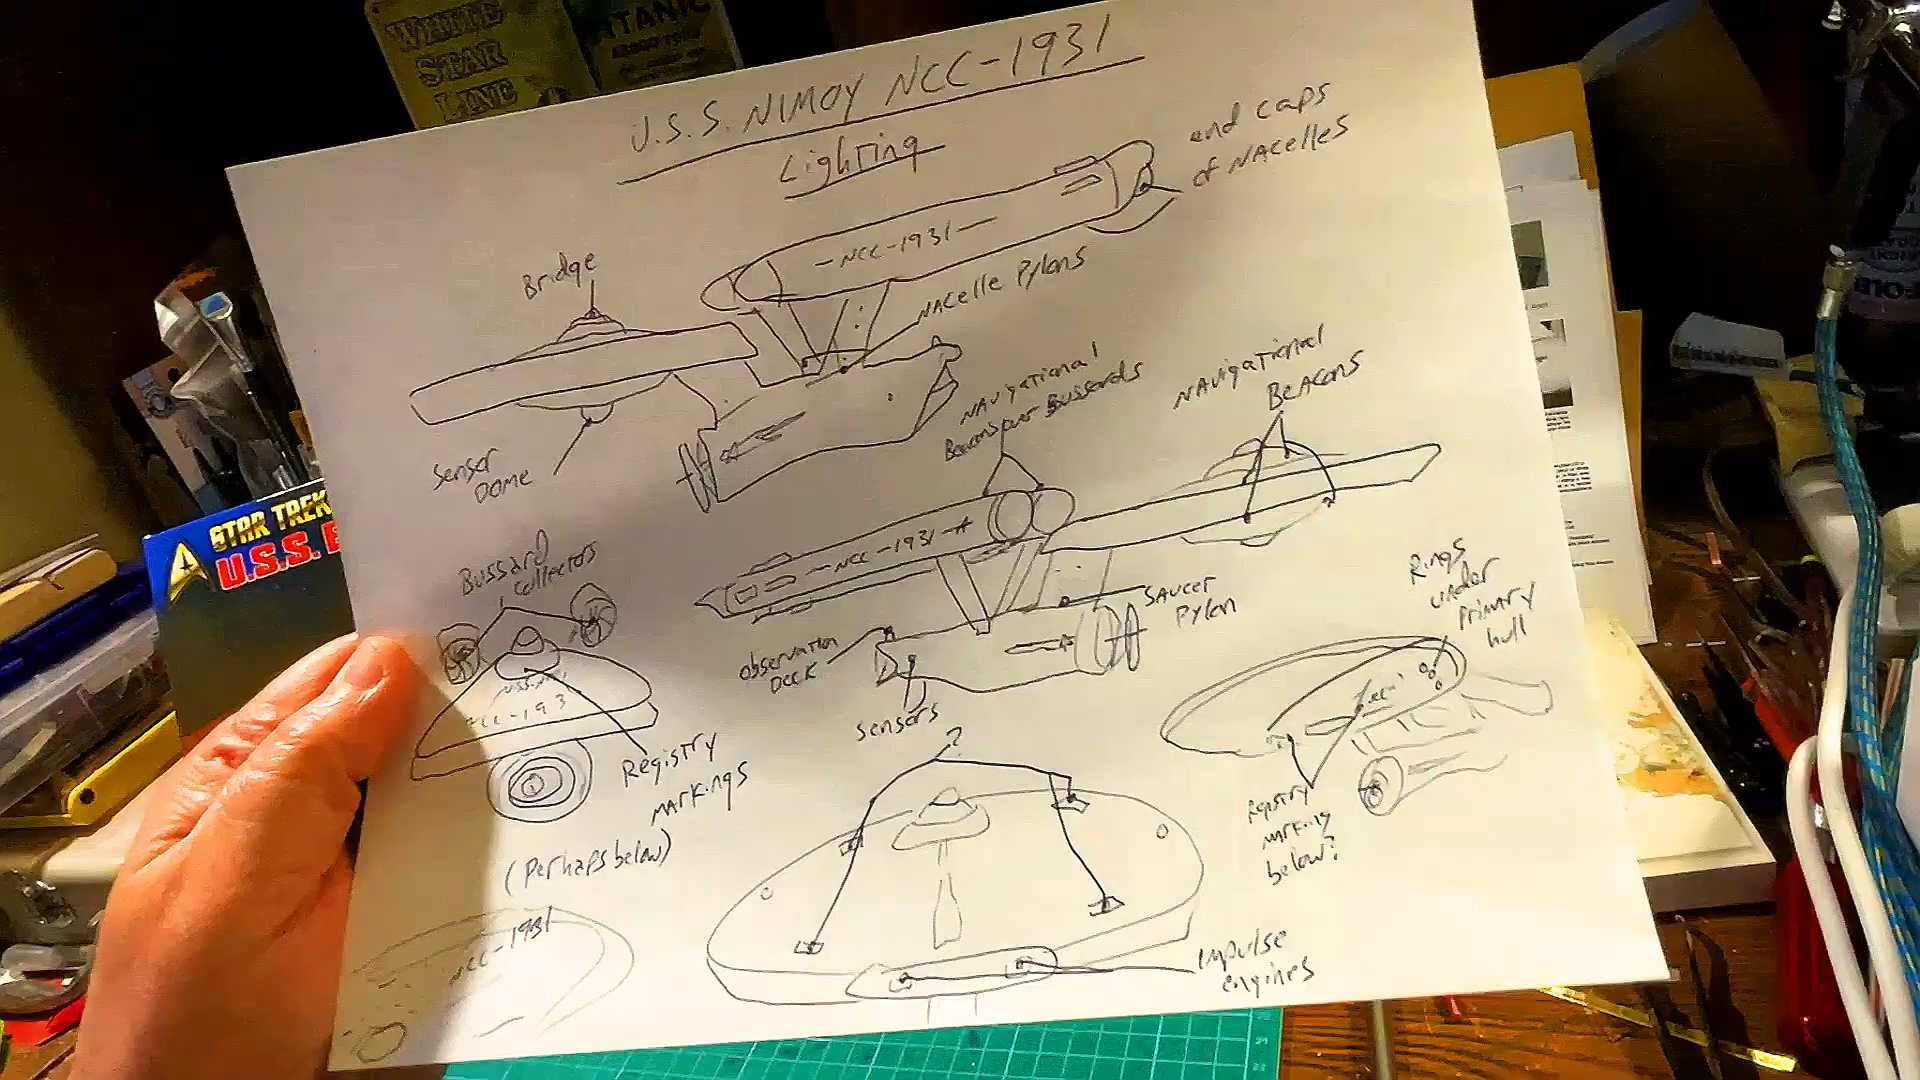 WHITE
STAR
LINE
TITANIC
U.S.S. NIMOY NCC-1931
Lighting
end caps
of NAcelles
Bridge
-NCC-1931-
NAcelle Pylons
Sensor
DOME
NAvigational
Beacons over Bussards
NAvigational
BeAcons
STAR TREK
U.S.S. E
Bussard
collectors
-NCC-1931-
SAUCER
Pylon
Observation
Deck
Sensors
Rings
under
Primary
hull
NCC-193
Registry
MARKings
(Perhaps below)
?
Registry
MArking
below?
NCC-1931
Impulse
engines